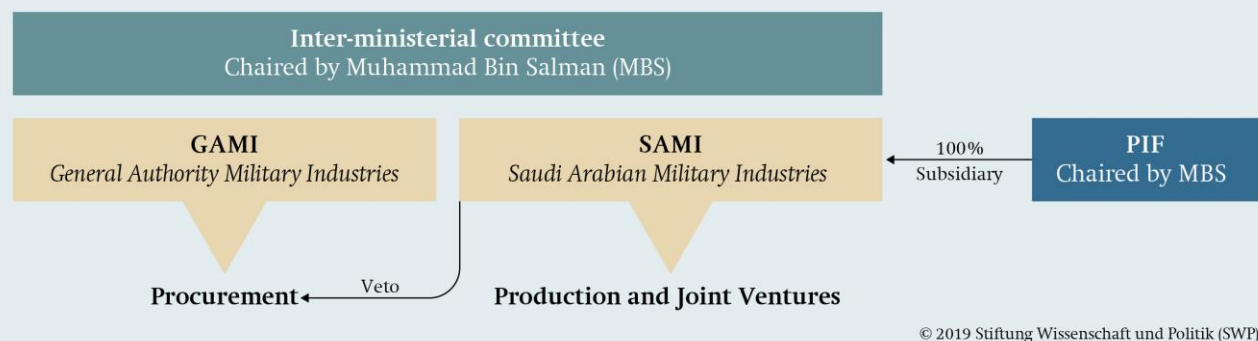 Inter-ministerial committee
Chaired by Muhammad Bin Salman (MBS)
GAMI
General Authority Military Industries
SAMI
Saudi Arabian Military Industries
100%
Subsidiary
PIF
Chaired by MBS
Procurement
Veto
Production and Joint Ventures
© 2019 Stiftung Wissenschaft und Politik (SWP)